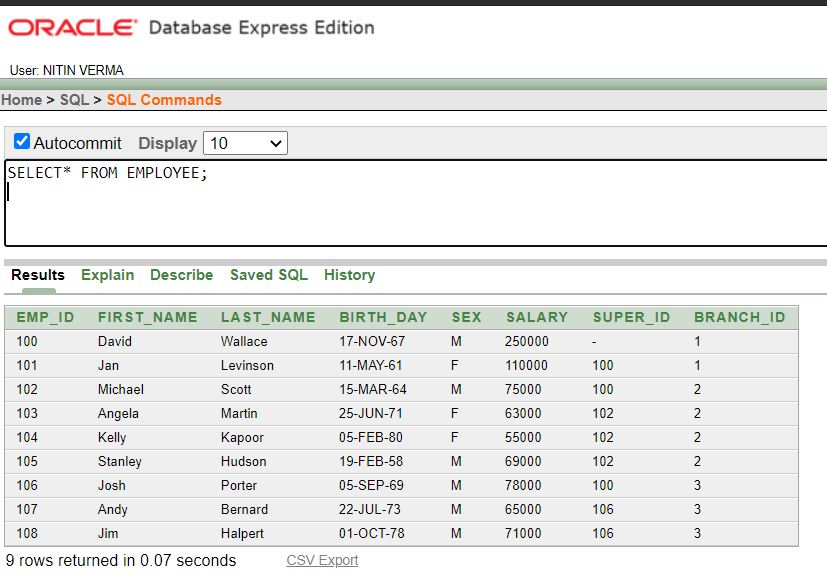 ORACLE® Database Express Edition
User: NITIN VERMA
Home > SQL > SQL Commands
Autocommit Display 10
SELECT* FROM EMPLOYEE;
Results Explain Describe Saved SQL History
EMP_ID FIRST_NAME LAST_NAME BIRTH_DAY SEX SALARY SUPER_ID BRANCH_ID
100 David Wallace 17-NOV-67 M 250000 - 1
101 Jan Levinson 11-MAY-61 F 110000 100 1
102 Michael Scott 15-MAR-64 M 75000 100 2
103 Angela Martin 25-JUN-71 F 63000 102 2
104 Kelly Kapoor 05-FEB-80 F 55000 102 2
105 Stanley Hudson 19-FEB-58 M 69000 102 2
106 Josh Porter 05-SEP-69 M 78000 100 3
107 Andy Bernard 22-JUL-73 M 65000 106 3
108 Jim Halpert 01-OCT-78 M 71000 106 3
9 rows returned in 0.07 seconds CSV Export